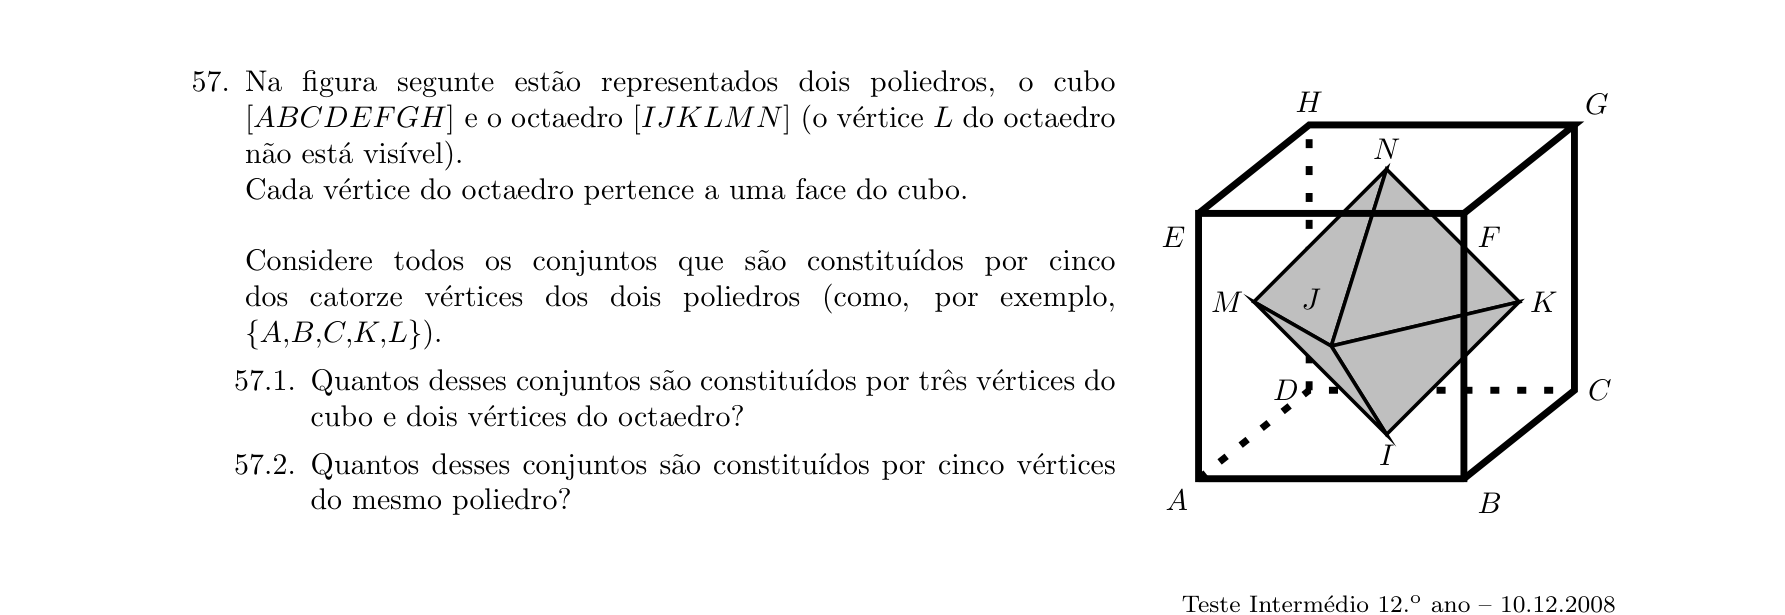 57. Na figura segunte estão representados dois poliedros, o cubo
[ABCDEFGH] e o octaedro [IJKLMN] (o vértice L do octaedro
não está visível).
Cada vértice do octaedro pertence a uma face do cubo.
Considere todos os conjuntos que são constituídos por cinco
dos catorze vértices dos dois poliedros (como, por exemplo,
{A,B,C,K,L}).
57.1. Quantos desses conjuntos são constituídos por três vértices do
cubo e dois vértices do octaedro?
57.2. Quantos desses conjuntos são constituídos por cinco vértices
do mesmo poliedro?
H
G
N
E
F
M
J
K
D
C
I
A
B
Teste Intermédio 12.º ano – 10.12.2008